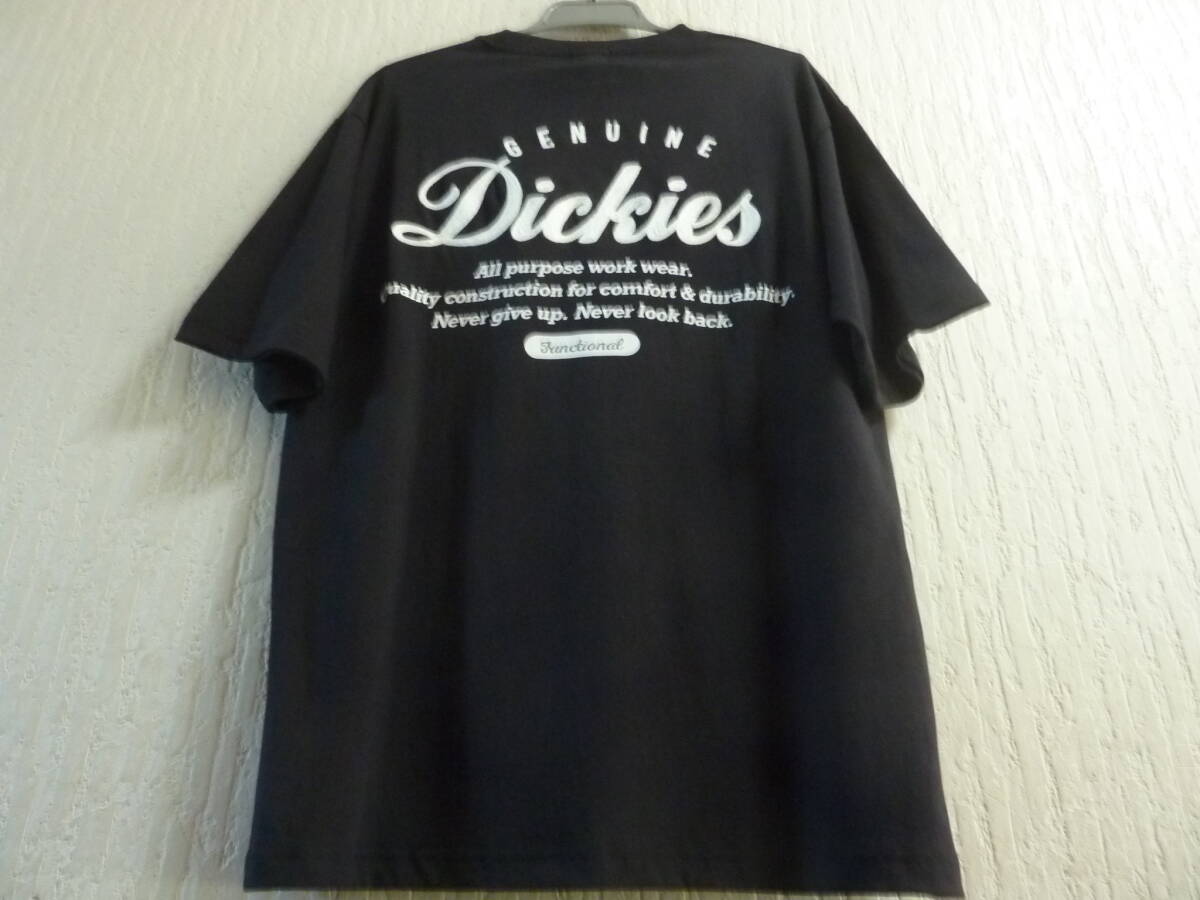 GENUINE
Dickies
All purpose work wear.
Quality construction for comfort & durability.
Never give up. Never look back.
Functional